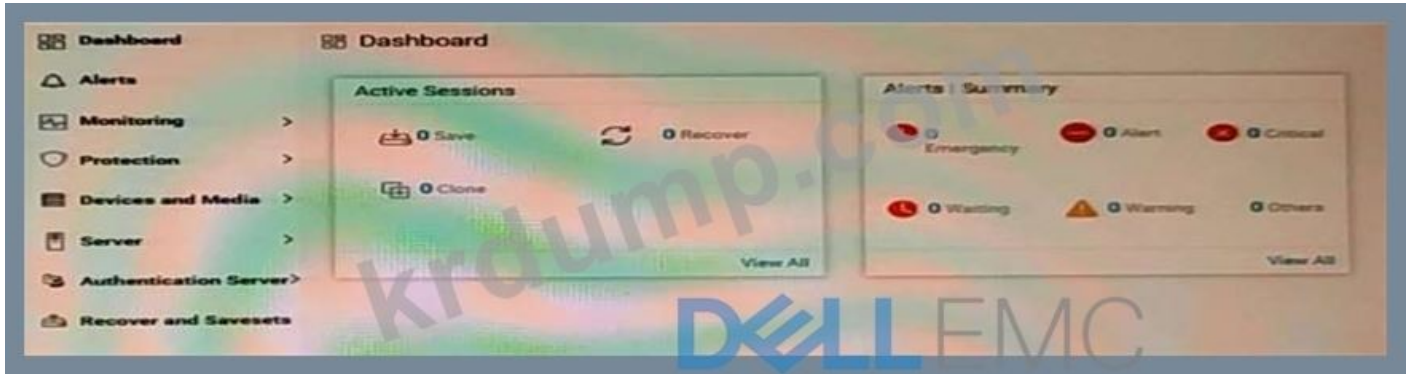 Dashboard
Alerts
Monitoring >
Protection >
Devices and Media >
Server >
Authentication Server >
Recover and Savesets
Dashboard
Active Sessions
0 Save
0 Recover
0 Clone
View All
Alerts | Summary
0 Emergency
0 Alert
0 Critical
0 Waiting
0 Warning
0 Others
View All
krdump.com
DELL EMC